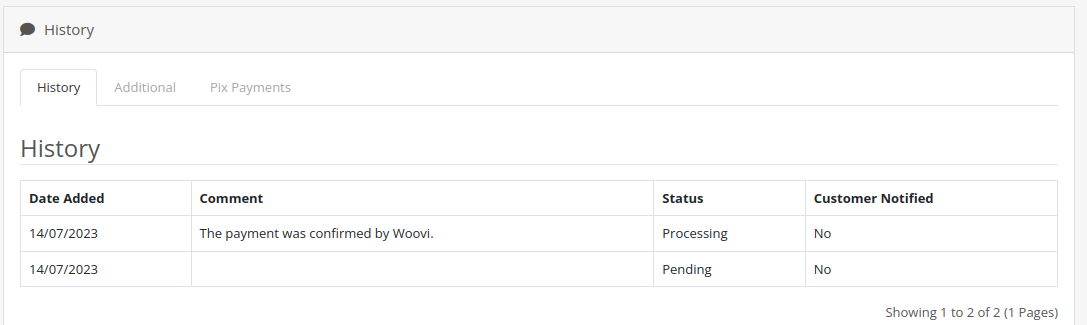 History
History Additional Pix Payments
History
Date Added Comment Status Customer Notified
14/07/2023 The payment was confirmed by Woovi. Processing No
14/07/2023 Pending No
Showing 1 to 2 of 2 (1 Pages)